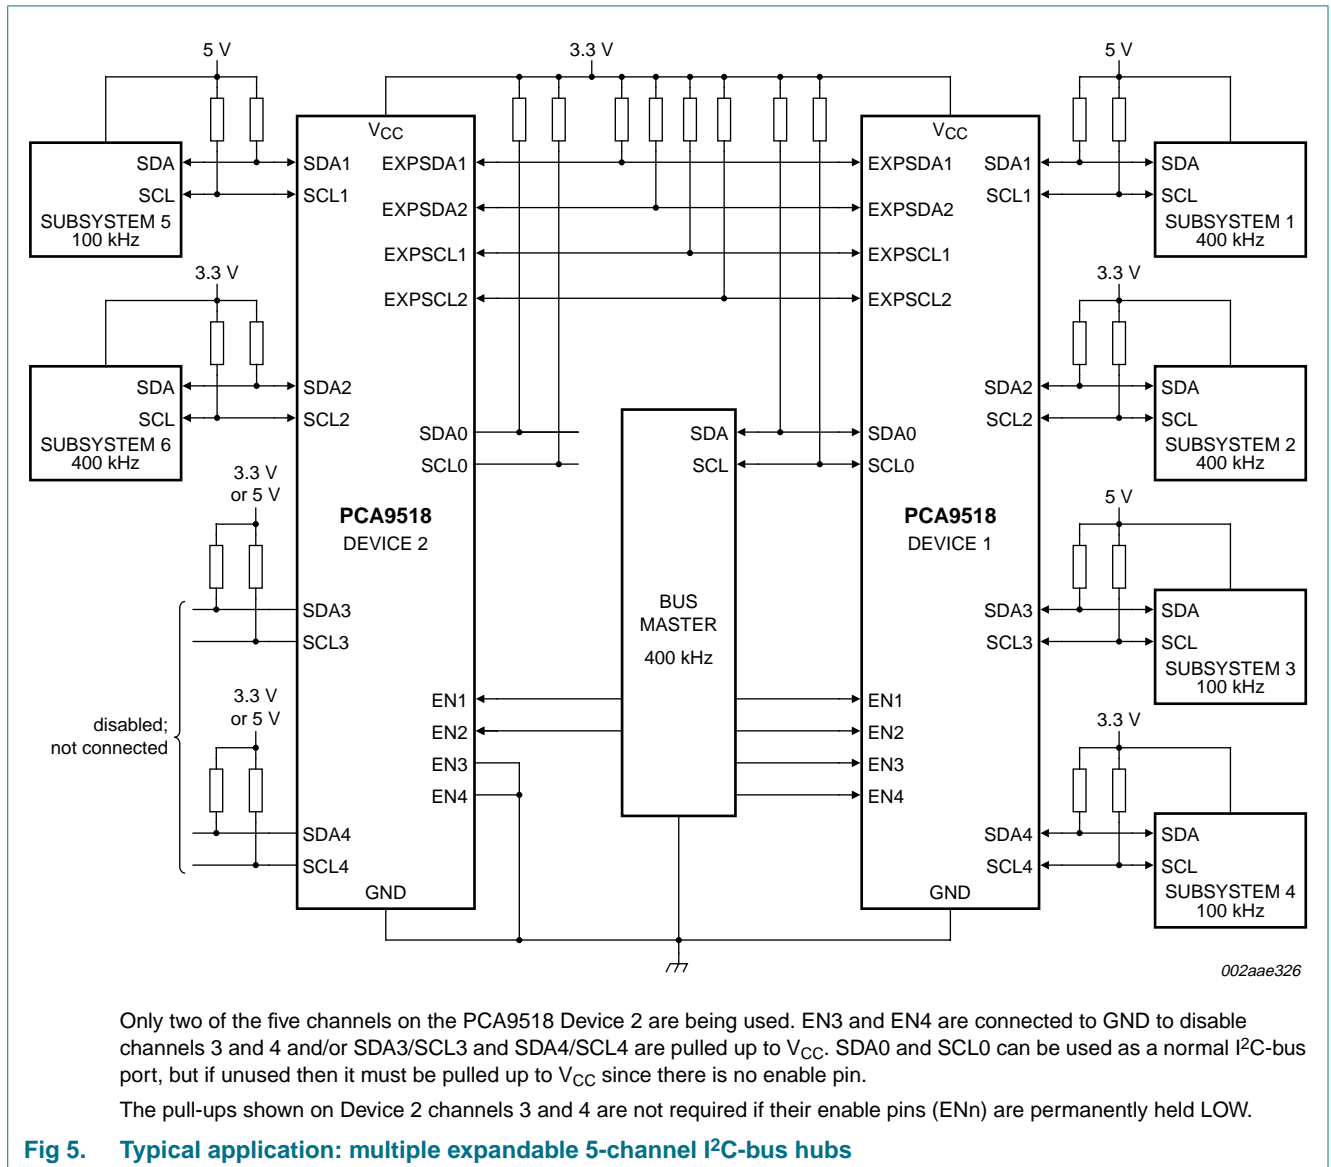 5 V
3.3 V
5 V
VCC
VCC
SDA
SDA1
EXPSDA1
EXPSDA1
SDA1
SDA
SCL
SCL1
EXPSDA2
EXPSDA2
SCL1
SCL
SUBSYSTEM 5
100 kHz
EXPSCL1
EXPSCL1
SUBSYSTEM 1
400 kHz
3.3 V
EXPSCL2
EXPSCL2
3.3 V
SDA
SDA2
SDA2
SDA
SCL
SCL2
SCL2
SCL
SUBSYSTEM 6
400 kHz
SDA0
SDA
SDA0
SUBSYSTEM 2
400 kHz
SCL0
SCL
SCL0
3.3 V
or 5 V
5 V
PCA9518
DEVICE 2
PCA9518
DEVICE 1
SDA3
BUS
MASTER
400 kHz
SDA3
SDA
SCL3
SCL3
SCL
SUBSYSTEM 3
100 kHz
3.3 V
or 5 V
EN1
EN1
3.3 V
disabled;
not connected
EN2
EN2
EN3
EN3
EN4
EN4
SDA4
SDA4
SDA
SCL4
SCL4
SCL
GND
GND
SUBSYSTEM 4
100 kHz
002aae326
Only two of the five channels on the PCA9518 Device 2 are being used. EN3 and EN4 are connected to GND to disable
channels 3 and 4 and/or SDA3/SCL3 and SDA4/SCL4 are pulled up to VCC. SDA0 and SCL0 can be used as a normal I²C-bus
port, but if unused then it must be pulled up to VCC since there is no enable pin.
The pull-ups shown on Device 2 channels 3 and 4 are not required if their enable pins (ENn) are permanently held LOW.
Fig 5. Typical application: multiple expandable 5-channel I²C-bus hubs